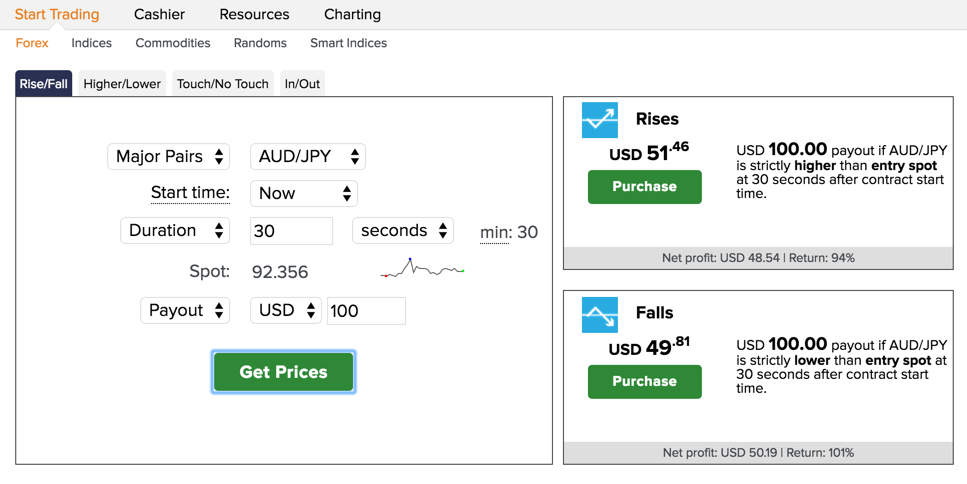 Start Trading Cashier Resources Charting
Forex Indices Commodities Randoms Smart Indices
Rise/Fall Higher/Lower Touch/No Touch In/Out
Major Pairs AUD/JPY
Start time: Now
Duration 30 seconds min: 30
Spot: 92.356
Payout USD 100
Get Prices
Rises
USD 51.46
Purchase
USD 100.00 payout if AUD/JPY
is strictly higher than entry spot
at 30 seconds after contract start
time.
Net profit: USD 48.54 | Return: 94%
Falls
USD 49.81
Purchase
USD 100.00 payout if AUD/JPY
is strictly lower than entry spot at
30 seconds after contract start
time.
Net profit: USD 50.19 | Return: 101%